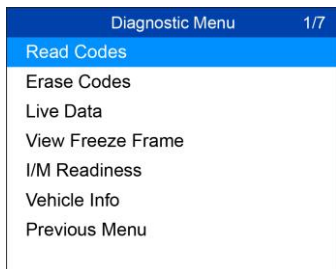 Diagnostic Menu 1/7
Read Codes
Erase Codes
Live Data
View Freeze Frame
I/M Readiness
Vehicle Info
Previous Menu